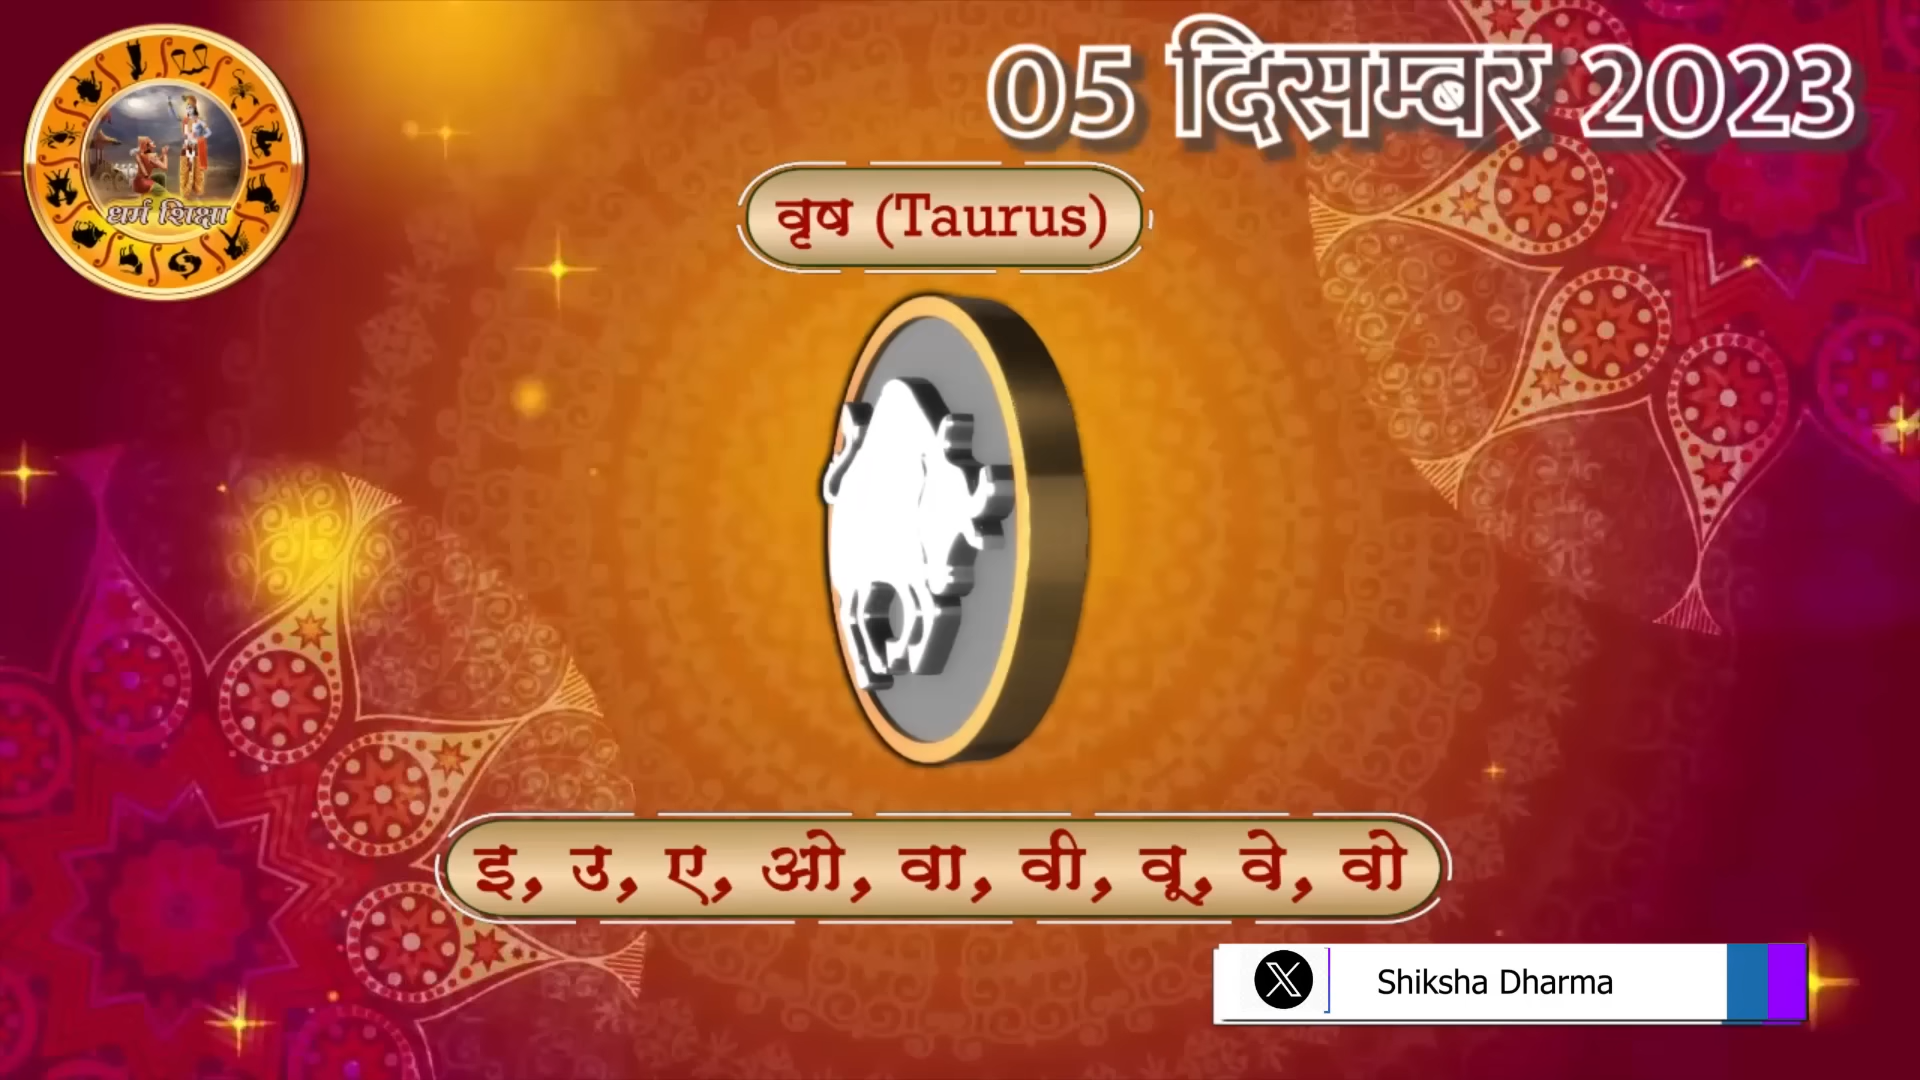 05 दिसम्बर 2023
धर्म शिक्षा
वृष (Taurus)
इ, उ, ए, ओ, वा, वी, वू, वे, वो
Shiksha Dharma